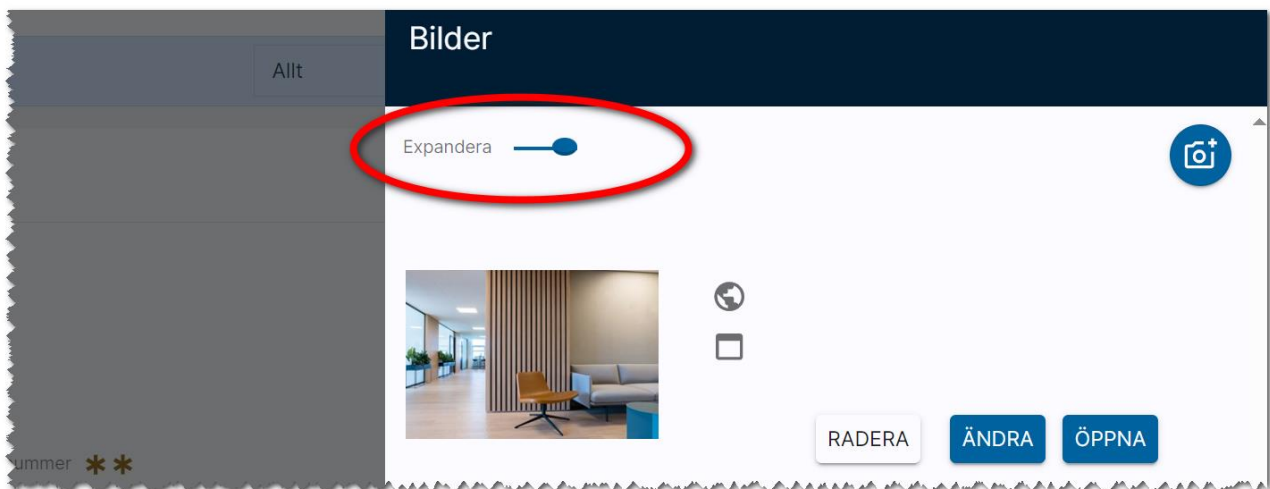 Bilder
Allt
Expandera
RADERA ÄNDRA ÖPPNA
ummer **